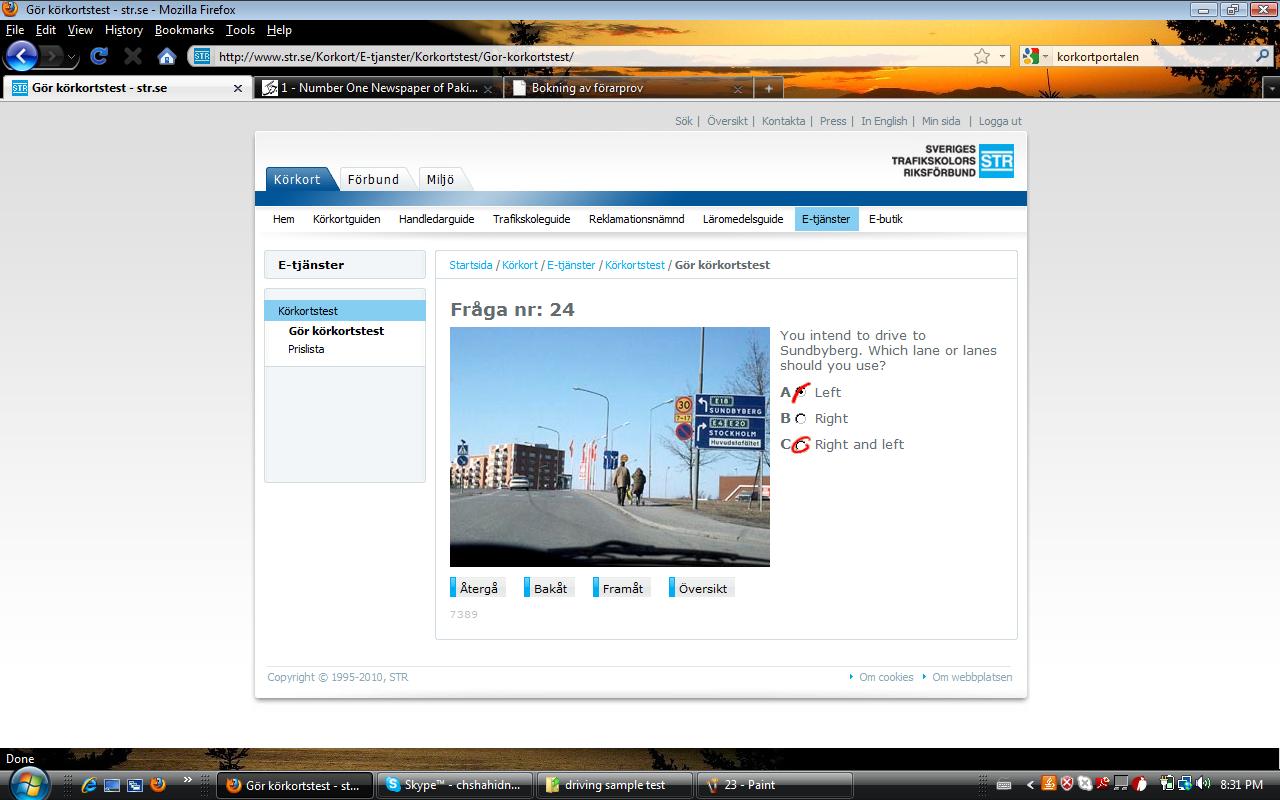 Gör körkortstest - str.se - Mozilla Firefox
File Edit View History Bookmarks Tools Help
STR http://www.str.se/Korkort/E-tjanster/Korkortstest/Gor-korkortstest/ korkortportalen
STR Gör körkortstest - str.se 1 - Number One Newspaper of Paki... Bokning av förarprov
Sök | Översikt | Kontakta | Press | In English | Min sida | Logga ut
SVERIGES
TRAFIKSKOLORS STR
RIKSFÖRBUND
Körkort Förbund Miljö
Hem Körkortguiden Handledarguide Trafikskoleguide Reklamationsnämnd Läromedelsguide E-tjänster E-butik
E-tjänster
Startsida / Körkort / E-tjänster / Körkortstest / Gör körkortstest
Körkortstest
Gör körkortstest
Prislista
Fråga nr: 24
You intend to drive to
Sundbyberg. Which lane or lanes
should you use?
A Left
B Right
C Right and left
30
7-17
E18
SUNDBYBERG
E4 E20
STOCKHOLM
Huvudstafältet
Återgå Bakåt Framåt Översikt
7389
Copyright © 1995-2010, STR Om cookies Om webbplatsen
Done
Gör körkortstest - st... Skype™ - chshahidn... driving sample test 23 - Paint 8:31 PM